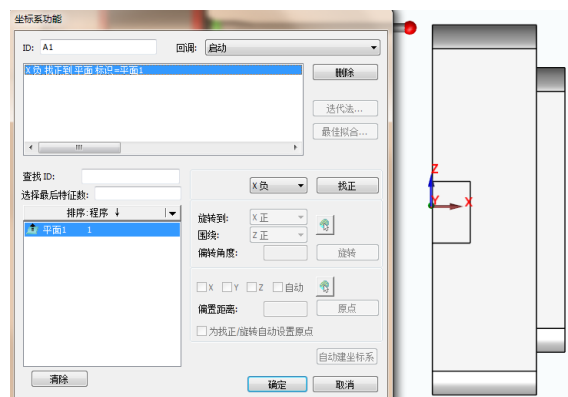 坐标系功能
ID: A1 回调: 启动
X 负 找正到 平面 标识=平面1
删除
迭代法...
最佳拟合...
查找 ID:
选择最后特征数:
X 负 找正
排序:程序 ↓
平面1 1
旋转到: X 正
围绕: Z 正
偏转角度: 旋转
X Y Z 自动
偏置距离: 原点
为找正/旋转自动设置原点
自动建坐标系
清除 确定 取消
Z
Y X